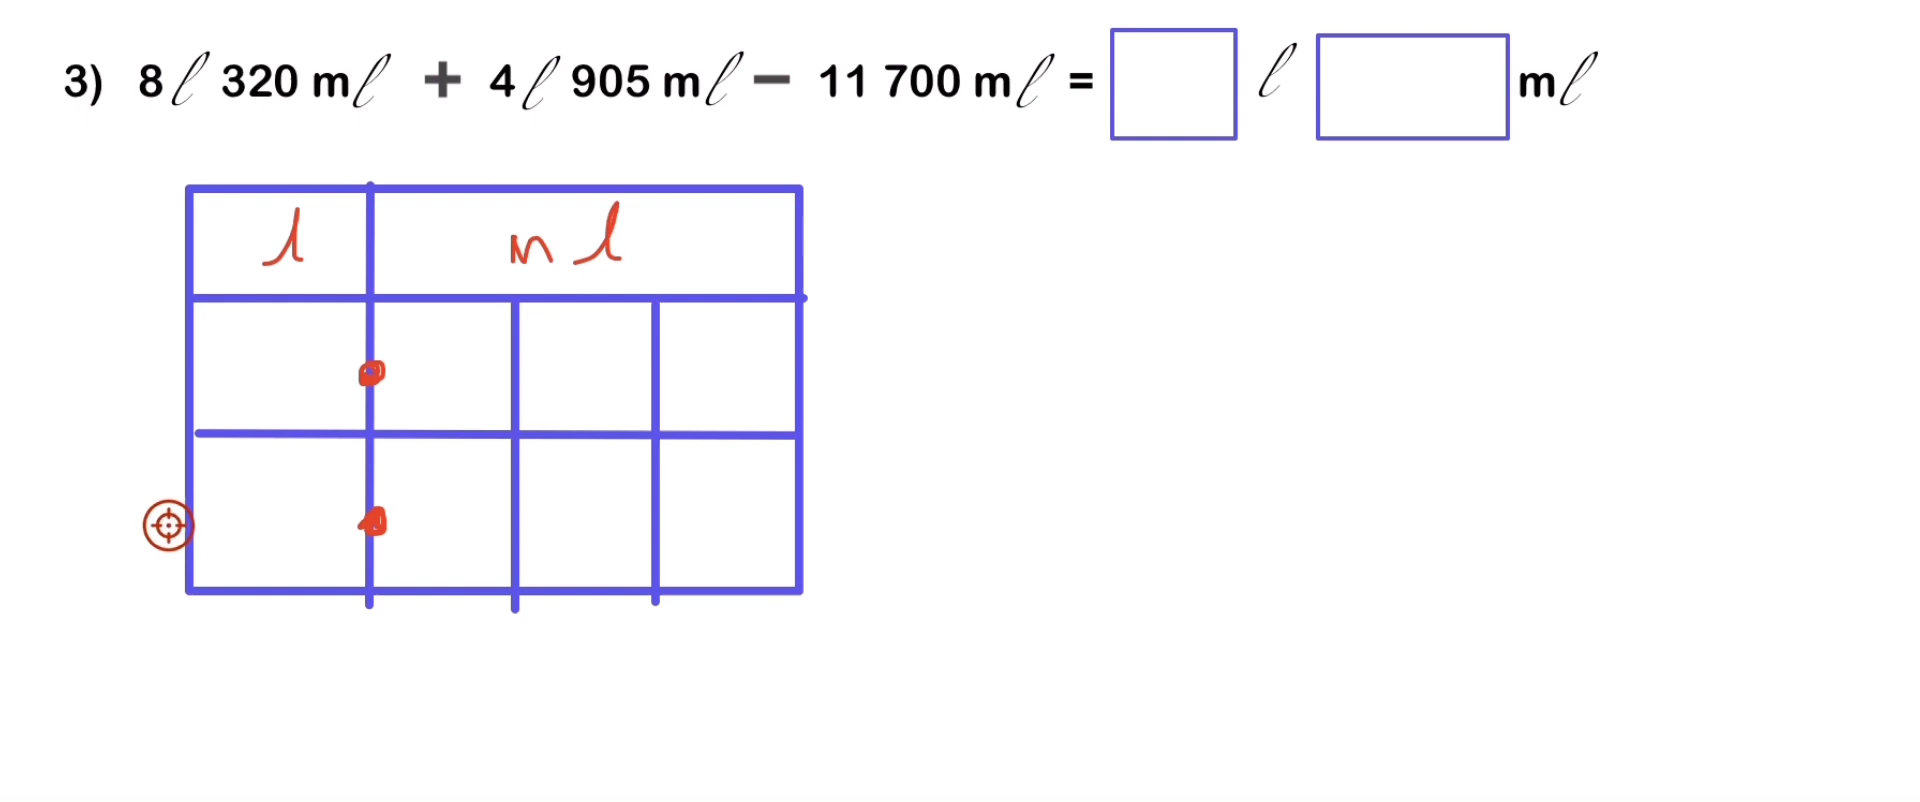 3) 8 ℓ 320 mℓ + 4 ℓ 905 mℓ − 11 700 mℓ = ℓ mℓ
l ml